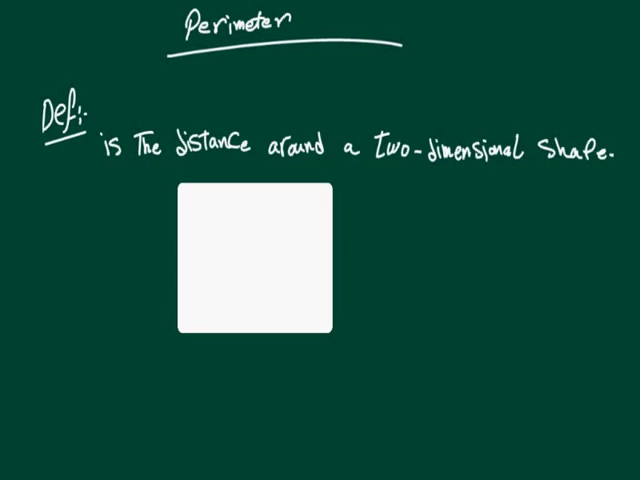 Perimeter
Def:-
is The distance around a Two-dimensional shape.